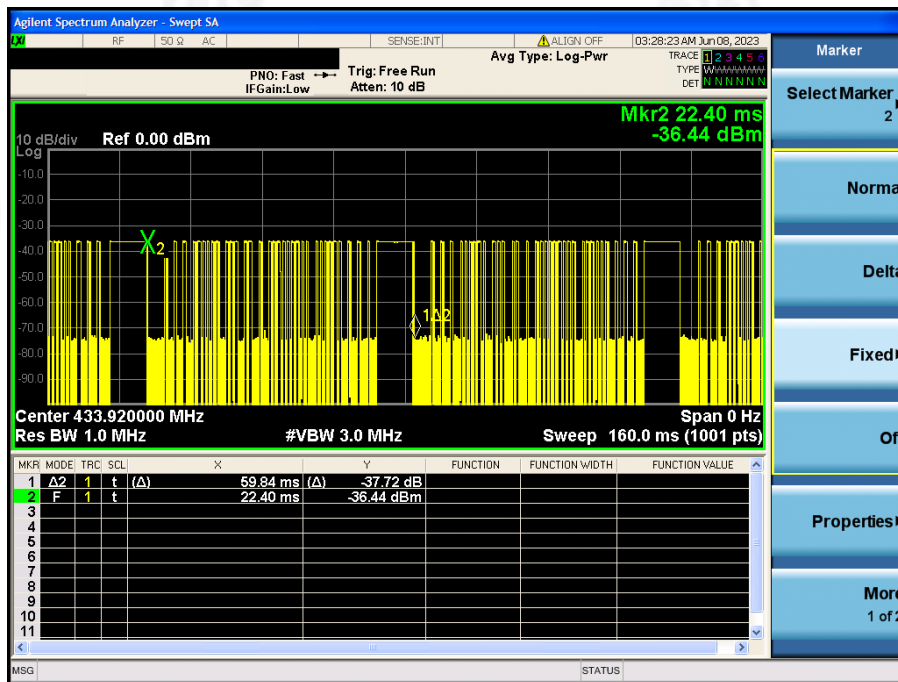 Agilent Spectrum Analyzer - Swept SA
LXI RF 50 Ω AC SENSE:INT ALIGN OFF 03:28:23 AM Jun 08, 2023
Avg Type: Log-Pwr
TRACE 1 2 3 4 5 6
TYPE
DET N N N N N N
PNO: Fast
IFGain:Low
Trig: Free Run
Atten: 10 dB
Mkr2 22.40 ms
-36.44 dBm
10 dB/div
Log
Ref 0.00 dBm
-10.0
-20.0
-30.0
-40.0
-50.0
-60.0
-70.0
-80.0
-90.0
2
1Δ2
Center 433.920000 MHz
Span 0 Hz
Res BW 1.0 MHz
#VBW 3.0 MHz
Sweep 160.0 ms (1001 pts)
MKR MODE TRC SCL X Y FUNCTION FUNCTION WIDTH FUNCTION VALUE
1 Δ2 1 t (Δ) 59.84 ms (Δ) -37.72 dB
2 F 1 t 22.40 ms -36.44 dBm
3
4
5
6
7
8
9
10
11
MSG
STATUS
Marker
Select Marker
2
Norma
Delta
Fixed
Of
Properties
More
1 of 2